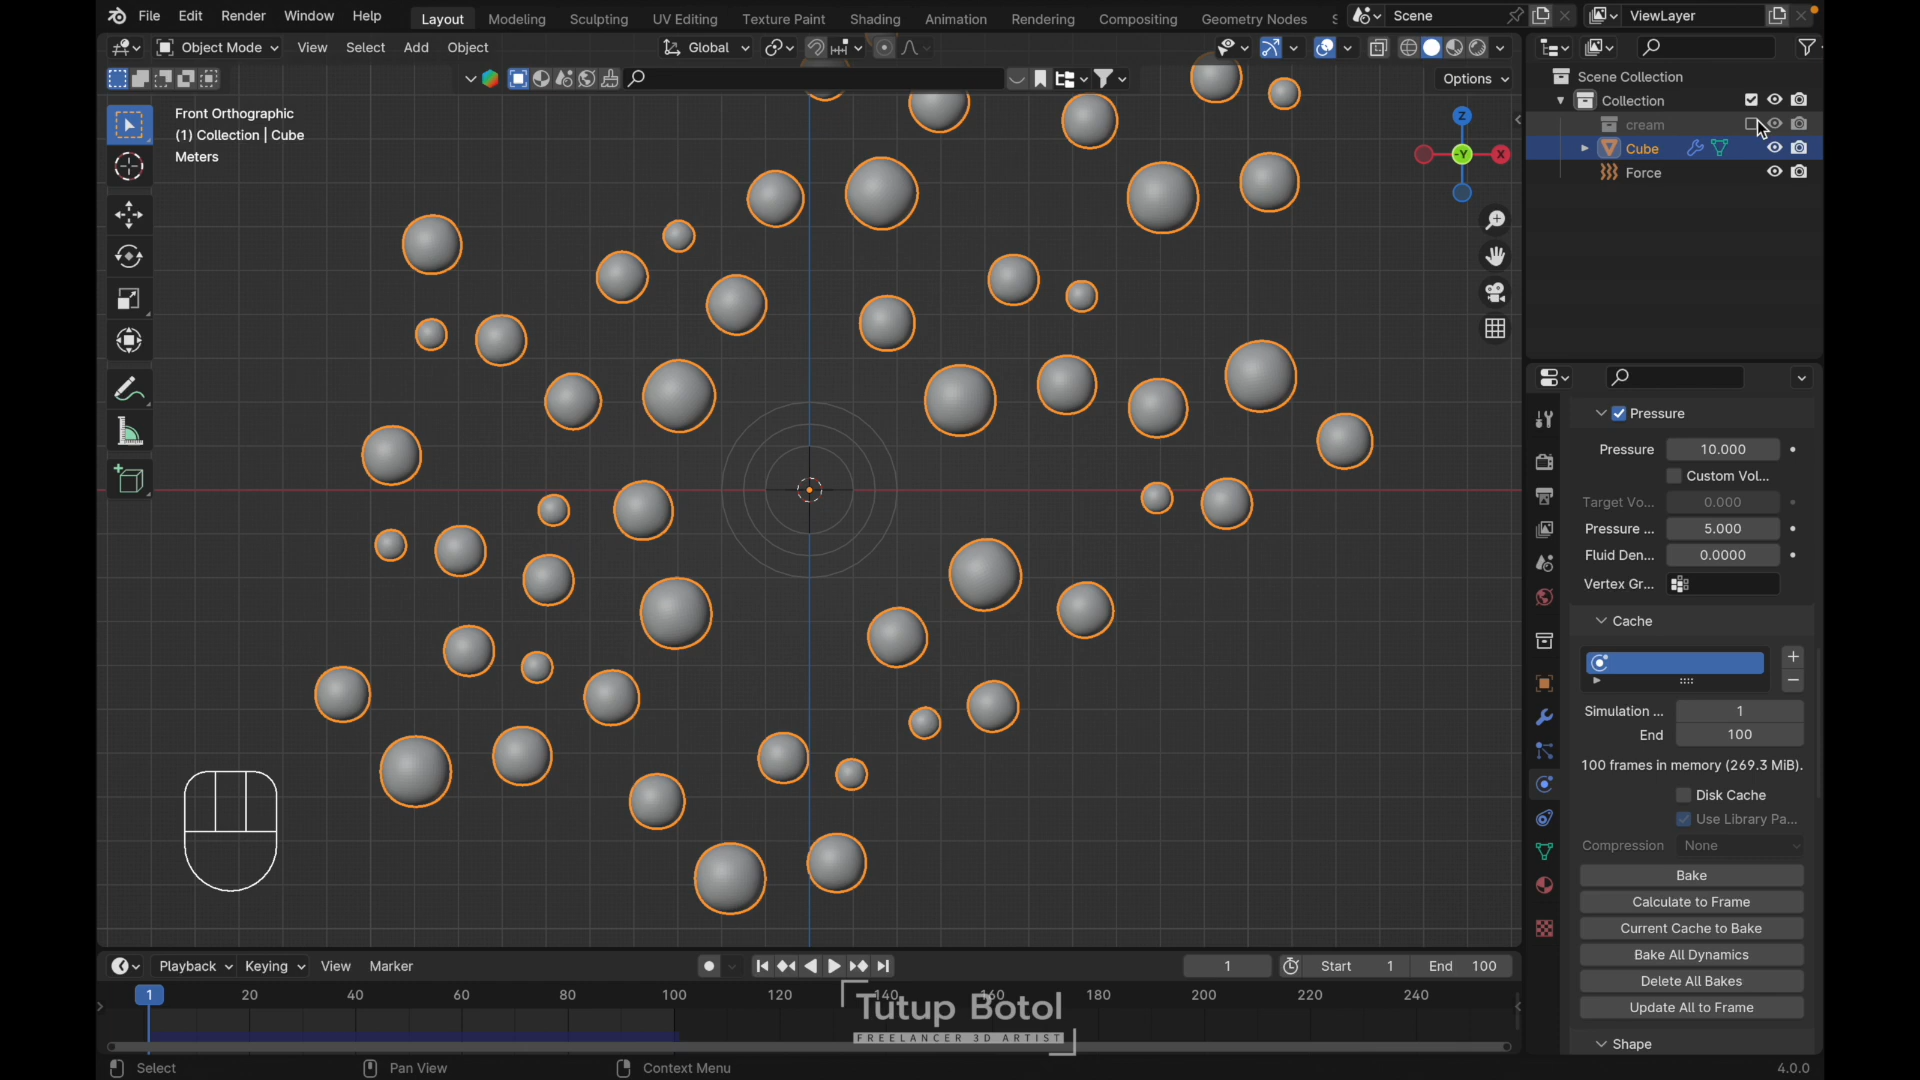 File Edit Render Window Help Layout Modeling Sculpting UV Editing Texture Paint Shading Animation Rendering Compositing Geometry Nodes S Scene ViewLayer
Object Mode View Select Add Object Global
Options
Front Orthographic
(1) Collection | Cube
Meters
Z
-Y
X
Scene Collection
Collection
cream
Cube
Force
Pressure
Pressure 10.000
Custom Vol...
Target Vo... 0.000
Pressure ... 5.000
Fluid Den... 0.0000
Vertex Gr...
Cache
Simulation ... 1
End 100
100 frames in memory (269.3 MiB).
Disk Cache
Use Library Pa...
Compression None
Bake
Calculate to Frame
Current Cache to Bake
Bake All Dynamics
Delete All Bakes
Update All to Frame
Shape
Playback Keying View Marker 1 Start 1 End 100
1 20 40 60 80 100 120 140 160 180 200 220 240
Tutup Botol
FREELANCER 3D ARTIST
Select Pan View Context Menu 4.0.0